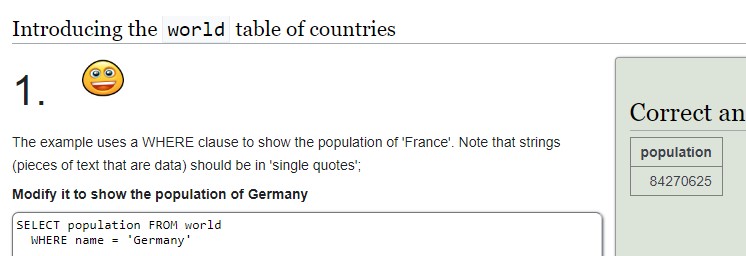 Introducing the world table of countries
1.
The example uses a WHERE clause to show the population of 'France'. Note that strings
(pieces of text that are data) should be in 'single quotes';
Modify it to show the population of Germany
SELECT population FROM world
WHERE name = 'Germany'
Correct an
population
84270625